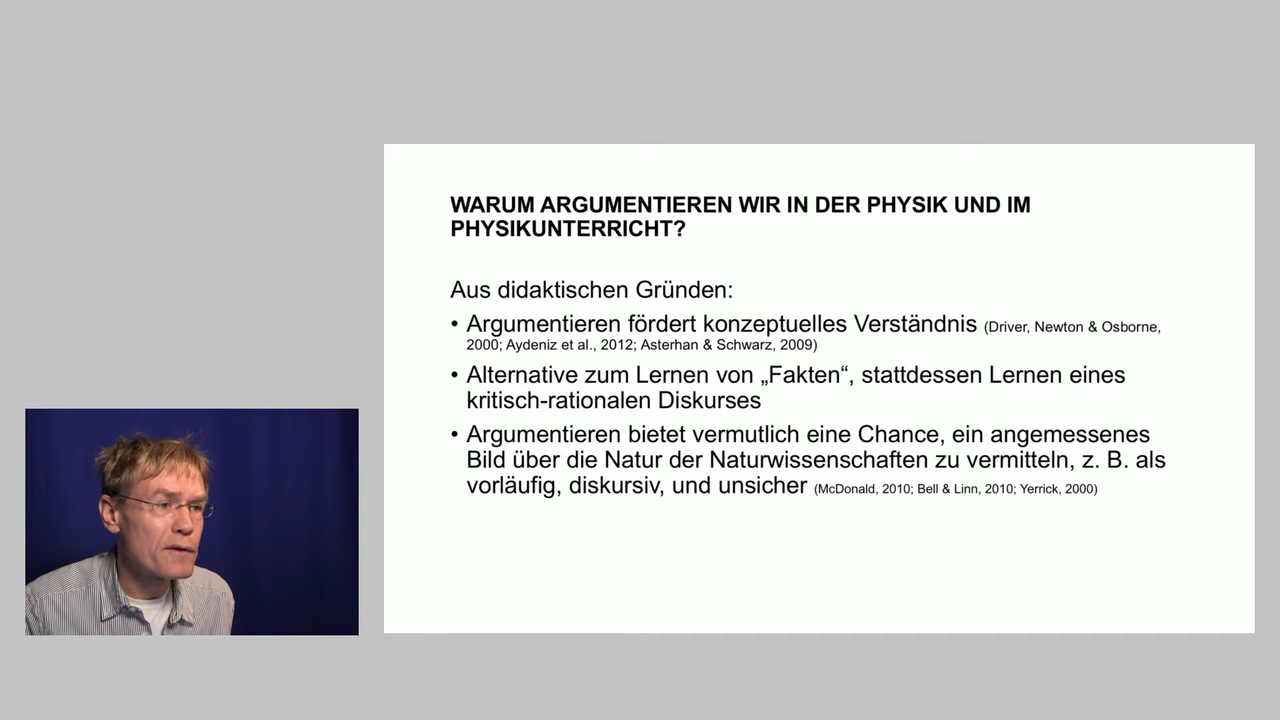 WARUM ARGUMENTIEREN WIR IN DER PHYSIK UND IM
PHYSIKUNTERRICHT?
Aus didaktischen Gründen:
• Argumentieren fördert konzeptuelles Verständnis (Driver, Newton & Osborne,
2000; Aydeniz et al., 2012; Asterhan & Schwarz, 2009)
• Alternative zum Lernen von „Fakten“, stattdessen Lernen eines
kritisch-rationalen Diskurses
• Argumentieren bietet vermutlich eine Chance, ein angemessenes
Bild über die Natur der Naturwissenschaften zu vermitteln, z. B. als
vorläufig, diskursiv, und unsicher (McDonald, 2010; Bell & Linn, 2010; Yerrick, 2000)